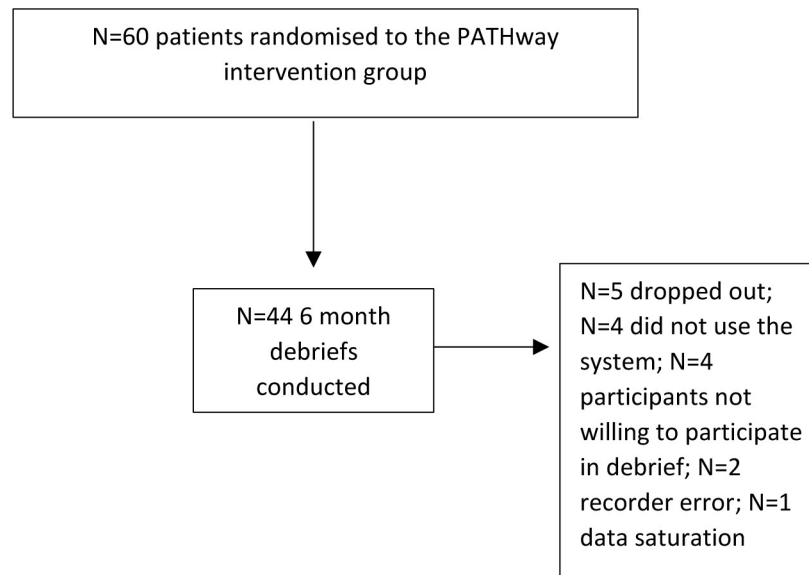 N=60 patients randomised to the PATHway
intervention group
N=44 6 month
debriefs
conducted
N=5 dropped out;
N=4 did not use the
system; N=4
participants not
willing to participate
in debrief; N=2
recorder error; N=1
data saturation